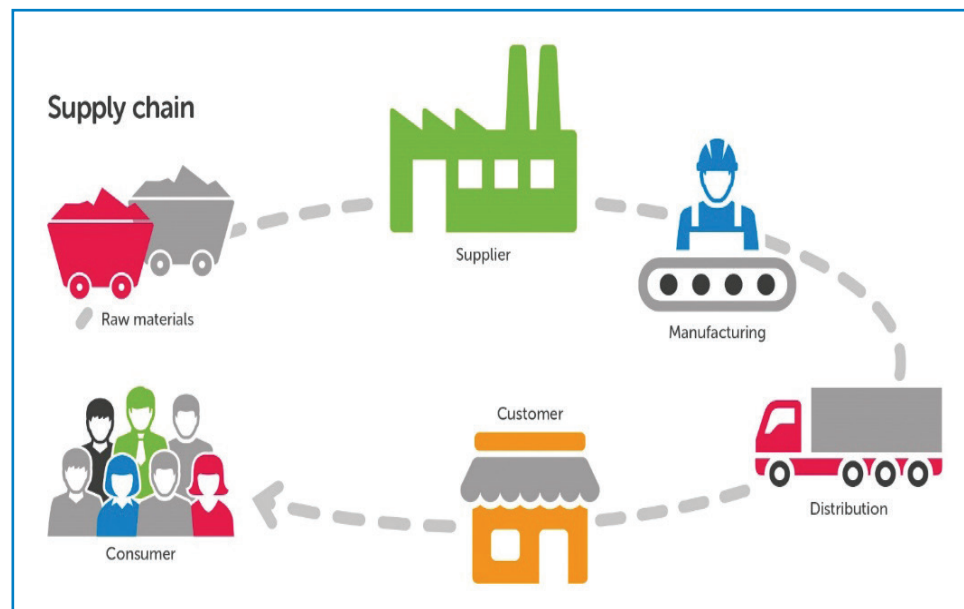 Supply chain
Raw materials
Supplier
Manufacturing
Distribution
Customer
Consumer